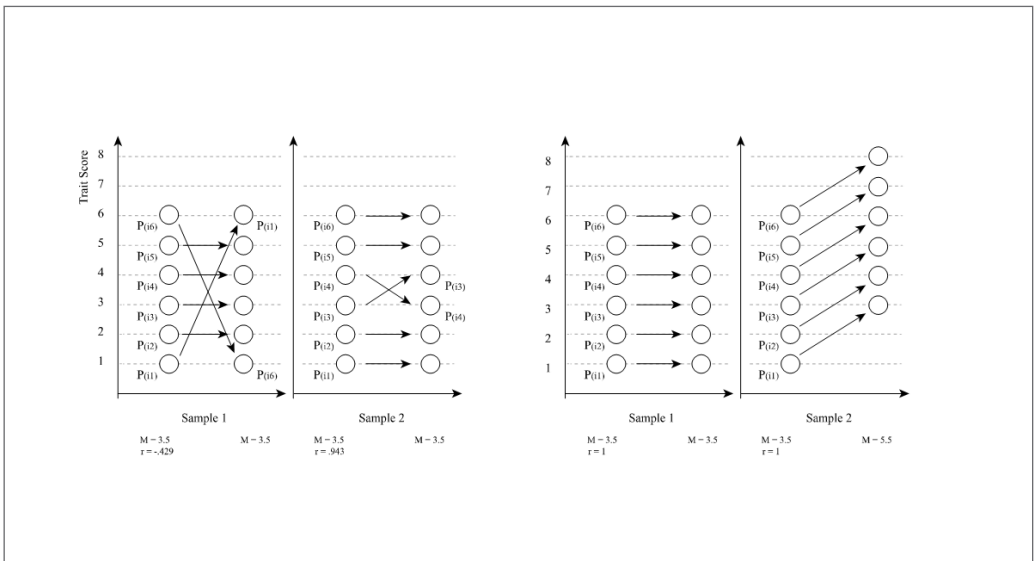 Trait Score
8
7
6
5
4
3
2
1
P(i6)
P(i5)
P(i4)
P(i3)
P(i2)
P(i1)
P(i1)
P(i6)
Sample 1
M = 3.5
M = 3.5
r = -.429
P(i6)
P(i5)
P(i4)
P(i3)
P(i2)
P(i1)
P(i3)
P(i4)
Sample 2
M = 3.5
M = 3.5
r = .943
8
7
6
5
4
3
2
1
P(i6)
P(i5)
P(i4)
P(i3)
P(i2)
P(i1)
Sample 1
M = 3.5
M = 3.5
r = 1
P(i6)
P(i5)
P(i4)
P(i3)
P(i2)
P(i1)
Sample 2
M = 3.5
M = 5.5
r = 1